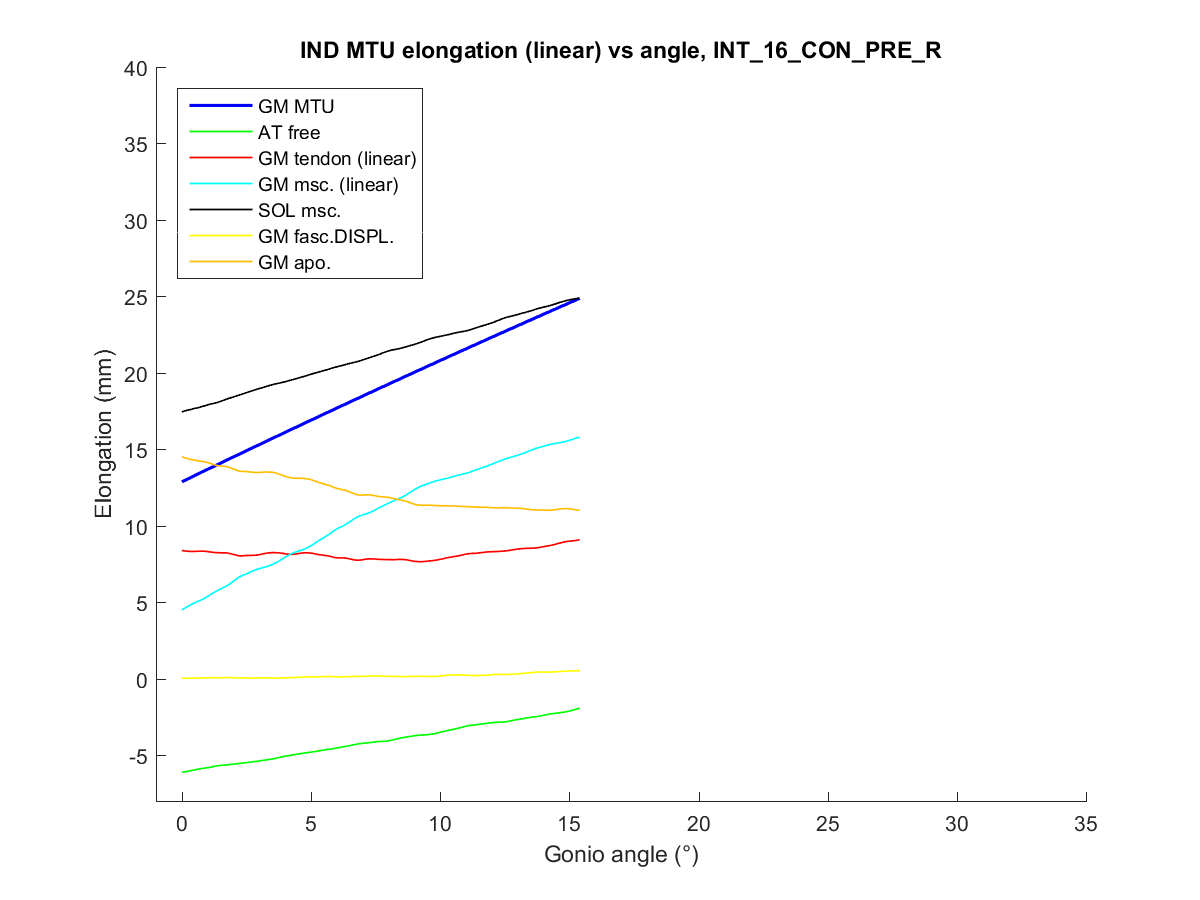 IND MTU elongation (linear) vs angle, INT_16_CON_PRE_R
40
35
30
25
20
15
10
5
0
-5
Elongation (mm)
GM MTU
AT free
GM tendon (linear)
GM msc. (linear)
SOL msc.
GM fasc.DISPL.
GM apo.
0 5 10 15 20 25 30 35
Gonio angle (°)